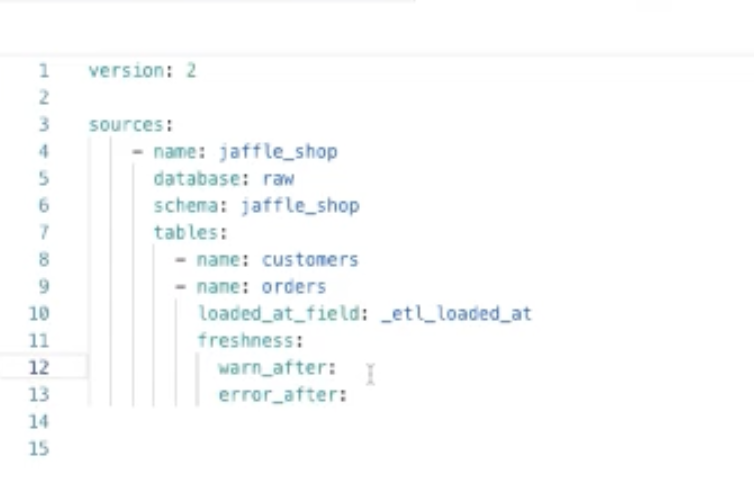 1 version: 2
2
3 sources:
4 - name: jaffle_shop
5 database: raw
6 schema: jaffle_shop
7 tables:
8 - name: customers
9 - name: orders
10 loaded_at_field: _etl_loaded_at
11 freshness:
12 warn_after:
13 error_after:
14
15